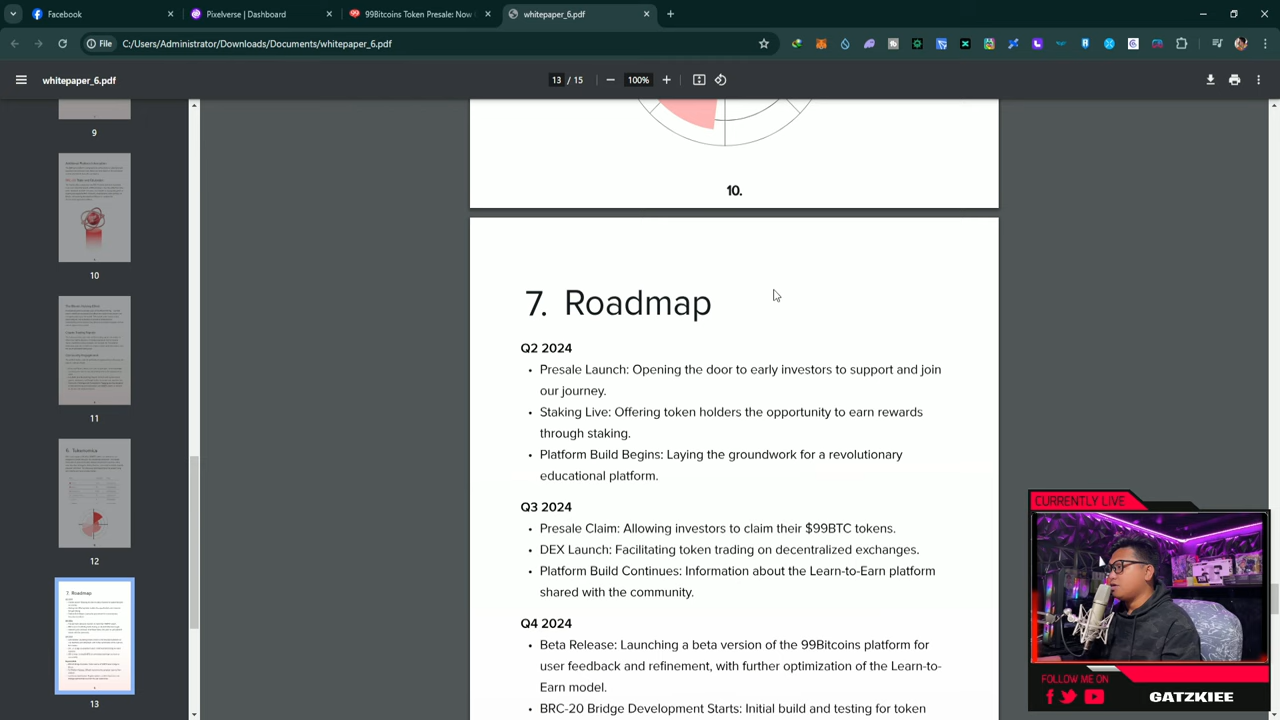 Facebook
Pixelverse | Dashboard
99Bitcoins Token Presale: Now
whitepaper_6.pdf
File
C:/Users/Administrator/Downloads/Documents/whitepaper_6.pdf
whitepaper_6.pdf
13 / 15
100%
9
10
11
12
7. Roadmap
13
10.
7. Roadmap
Q2 2024
• Presale Launch: Opening the door to early investors to support and join
our journey.
• Staking Live: Offering token holders the opportunity to earn rewards
through staking.
• Platform Build Begins: Laying the groundwork for a revolutionary
educational platform.
Q3 2024
• Presale Claim: Allowing investors to claim their $99BTC tokens.
• DEX Launch: Facilitating token trading on decentralized exchanges.
• Platform Build Continues: Information about the Learn-to-Earn platform
shared with the community.
Q4 2024
• Beta Release: Launching a beta version of the 99Bitcoins platform for
user feedback and refinement, with further optimization of the Learn-to-
Earn model.
• BRC-20 Bridge Development Starts: Initial build and testing for token
CURRENTLY LIVE
FOLLOW ME ON
GATZKIEE